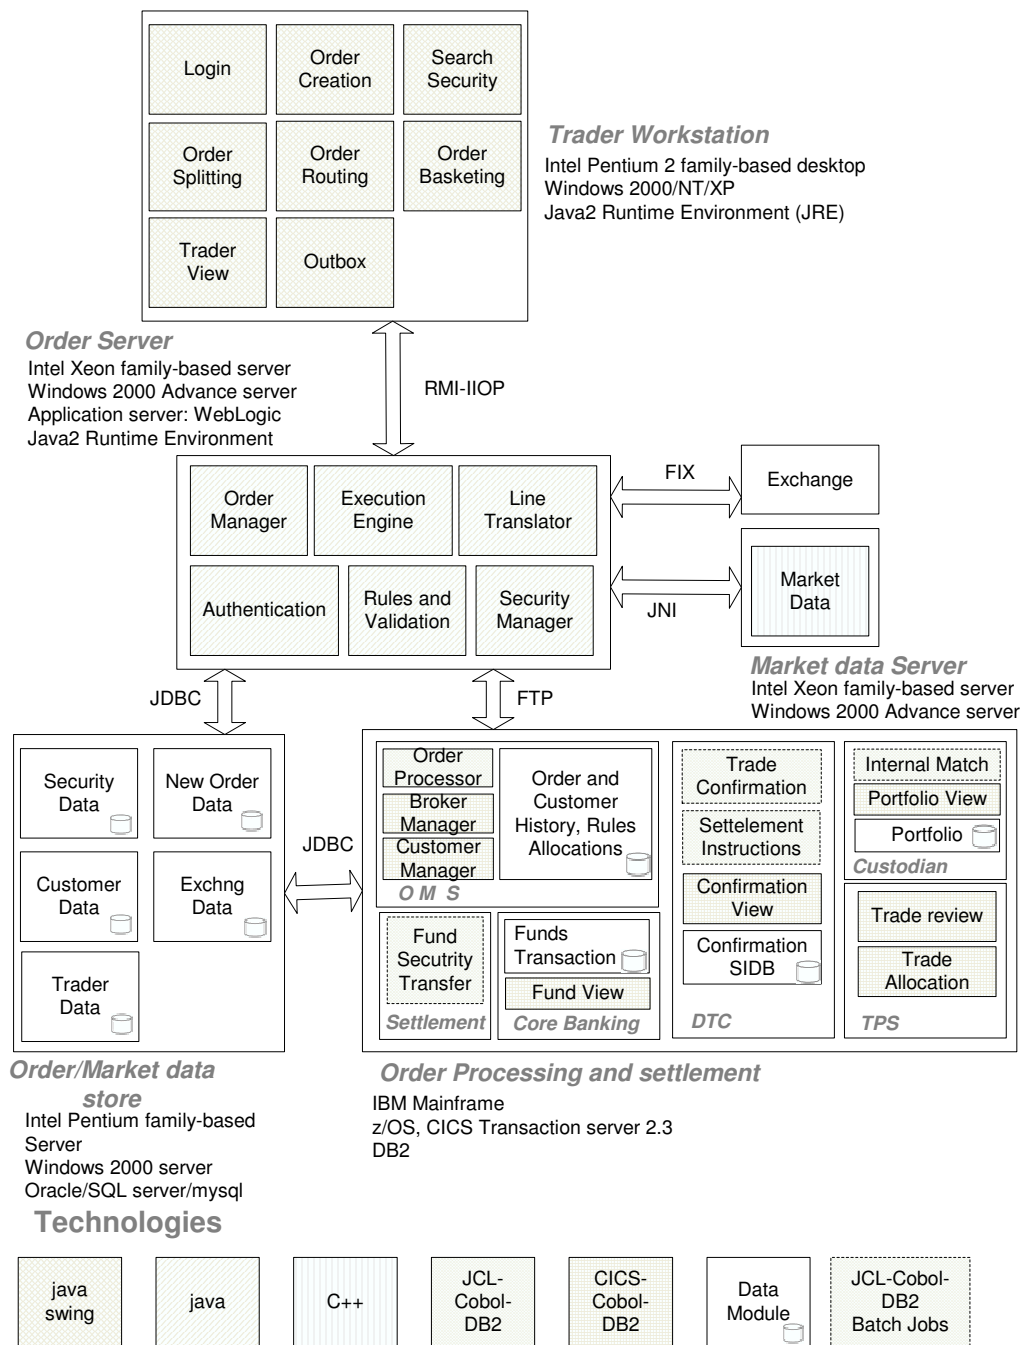 Login
Order
Creation
Search
Security
Order
Splitting
Order
Routing
Order
Basketing
Trader
View
Outbox
Trader Workstation
Intel Pentium 2 family-based desktop
Windows 2000/NT/XP
Java2 Runtime Environment (JRE)
Order Server
Intel Xeon family-based server
Windows 2000 Advance server
Application server: WebLogic
Java2 Runtime Environment
RMI-IIOP
Order
Manager
Execution
Engine
Line
Translator
Authentication
Rules and
Validation
Security
Manager
FIX
Exchange
JNI
Market
Data
Market data Server
Intel Xeon family-based server
Windows 2000 Advance server
JDBC
FTP
Security
Data
New Order
Data
Customer
Data
Exchng
Data
Trader
Data
JDBC
Order
Processor
Broker
Manager
Customer
Manager
O M S
Order and
Customer
History, Rules
Allocations
Fund
Secutrity
Transfer
Settlement
Funds
Transaction
Fund View
Core Banking
Trade
Confirmation
Settelement
Instructions
Confirmation
View
Confirmation
SIDB
DTC
Internal Match
Portfolio View
Portfolio
Custodian
Trade review
Trade
Allocation
TPS
Order/Market data
store
Intel Pentium family-based
Server
Windows 2000 server
Oracle/SQL server/mysql
Order Processing and settlement
IBM Mainframe
z/OS, CICS Transaction server 2.3
DB2
Technologies
java
swing
java
C++
JCL-
Cobol-
DB2
CICS-
Cobol-
DB2
Data
Module
JCL-Cobol-
DB2
Batch Jobs